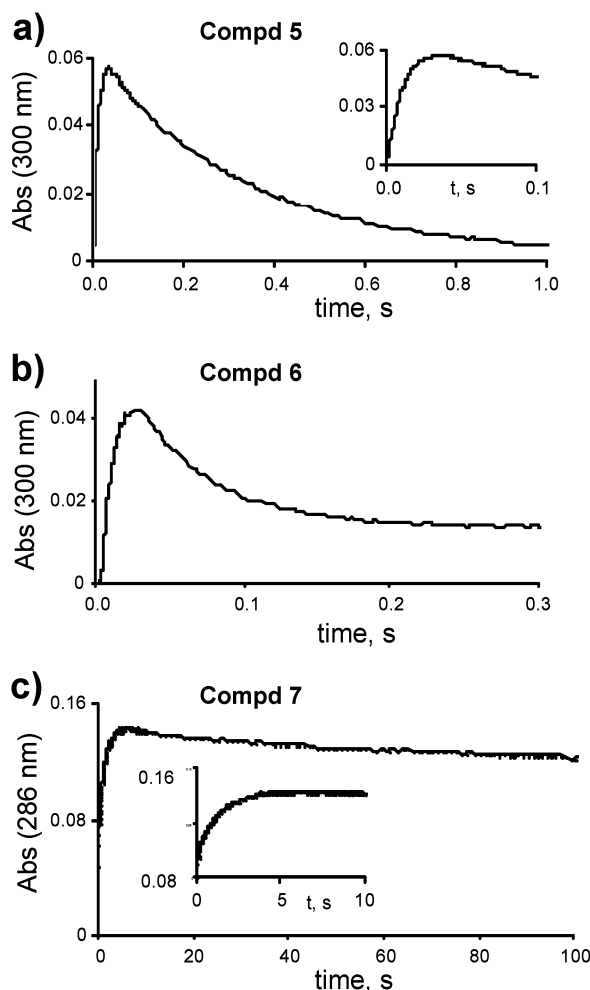 a)
Compd 5
Abs (300 nm)
0.06
0.04
0.02
0
0.0 0.2 0.4 0.6 0.8 1.0
time, s
0.06
0.03
0
0.0 t, s 0.1
b)
Compd 6
Abs (300 nm)
0.04
0.02
0
0.0 0.1 0.2 0.3
time, s
c)
Compd 7
Abs (286 nm)
0.16
0.08
0
0 20 40 60 80 100
time, s
0.16
0.08
0 5 t, s 10